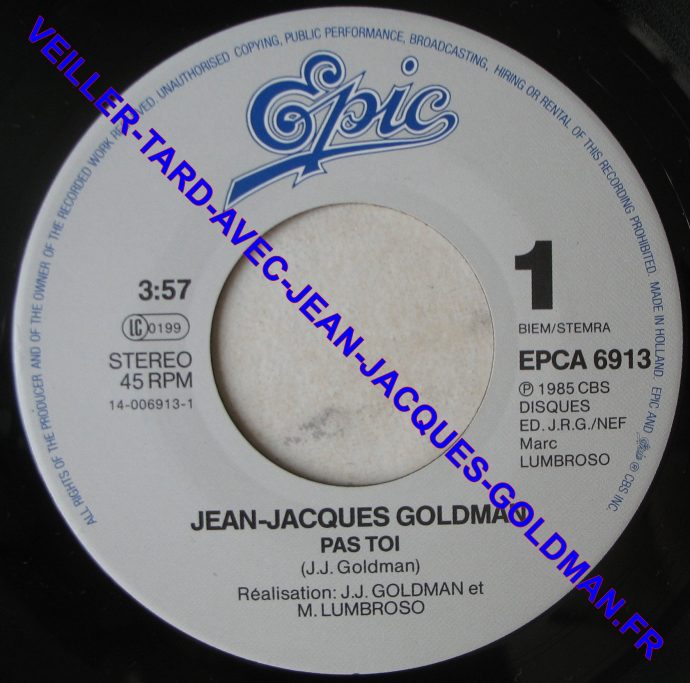 ALL RIGHTS OF THE PRODUCER AND OF THE OWNER OF THE RECORDED WORK RESERVED. UNAUTHORISED COPYING, PUBLIC PERFORMANCE, BROADCASTING, HIRING OR RENTAL OF THIS RECORDING PROHIBITED. MADE IN HOLLAND. EPIC AND Epic ® CBS INC.
Epic
1
3:57
LC 0199
STEREO
45 RPM
14-006913-1
BIEM/STEMRA
EPCA 6913
Ⓟ 1985 CBS
DISQUES
ED. J.R.G./NEF
Marc
LUMBROSO
JEAN-JACQUES GOLDMAN
PAS TOI
(J.J. Goldman)
Réalisation: J.J. GOLDMAN et
M. LUMBROSO
VEILLER-TARD-AVEC-JEAN-JACQUES-GOLDMAN.FR